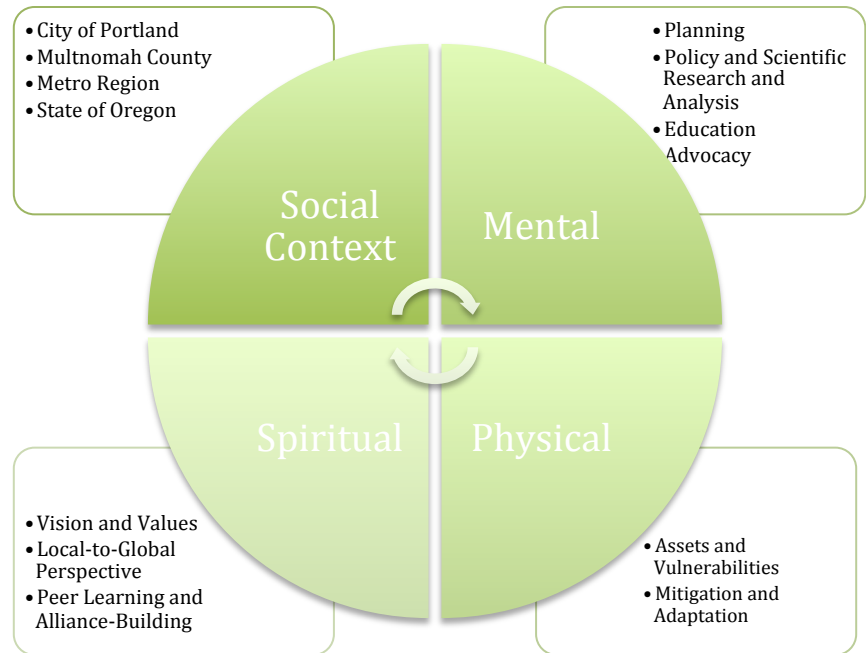 • City of Portland
• Multnomah County
• Metro Region
• State of Oregon
• Planning
• Policy and Scientific
Research and
Analysis
• Education
Advocacy
Social
Context
Mental
Spiritual
Physical
• Vision and Values
• Local-to-Global
Perspective
• Peer Learning and
Alliance-Building
• Assets and
Vulnerabilities
• Mitigation and
Adaptation